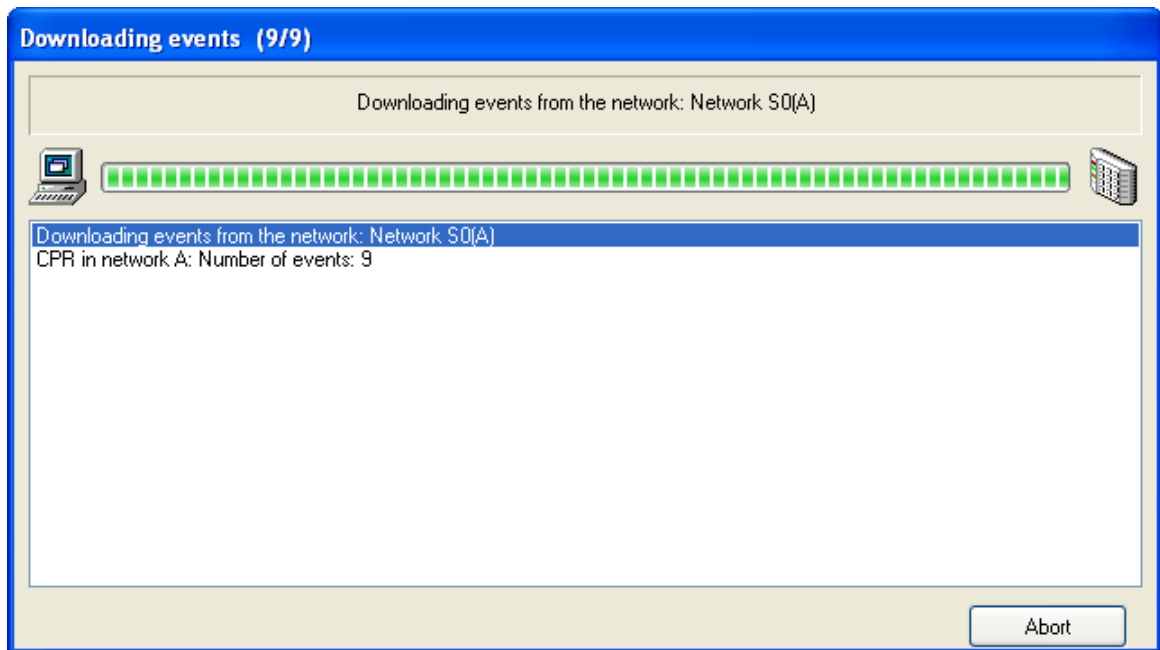 Downloading events (9/9)
Downloading events from the network: Network S0(A)
Downloading events from the network: Network S0(A)
CPR in network A: Number of events: 9
Abort